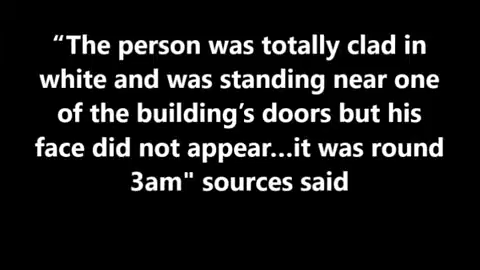 “The person was totally clad in
white and was standing near one
of the building’s doors but his
face did not appear...it was round
3am" sources said